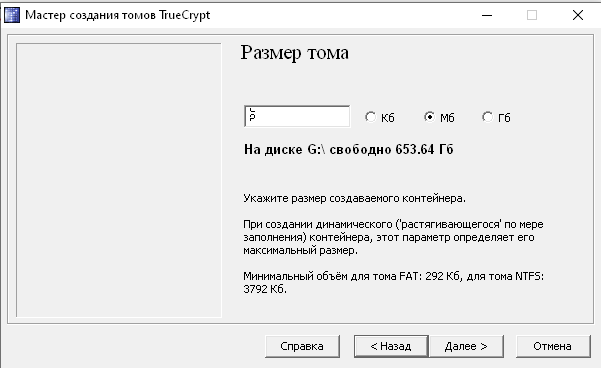 Мастер создания томов TrueCrypt
Размер тома
Кб
Мб
Гб
На диске G:\ свободно 653.64 Гб
Укажите размер создаваемого контейнера.
При создании динамического ('растягивающегося' по мере
заполнения) контейнера, этот параметр определяет его
максимальный размер.
Минимальный объём для тома FAT: 292 Кб, для тома NTFS:
3792 Кб.
Справка
< Назад
Далее >
Отмена